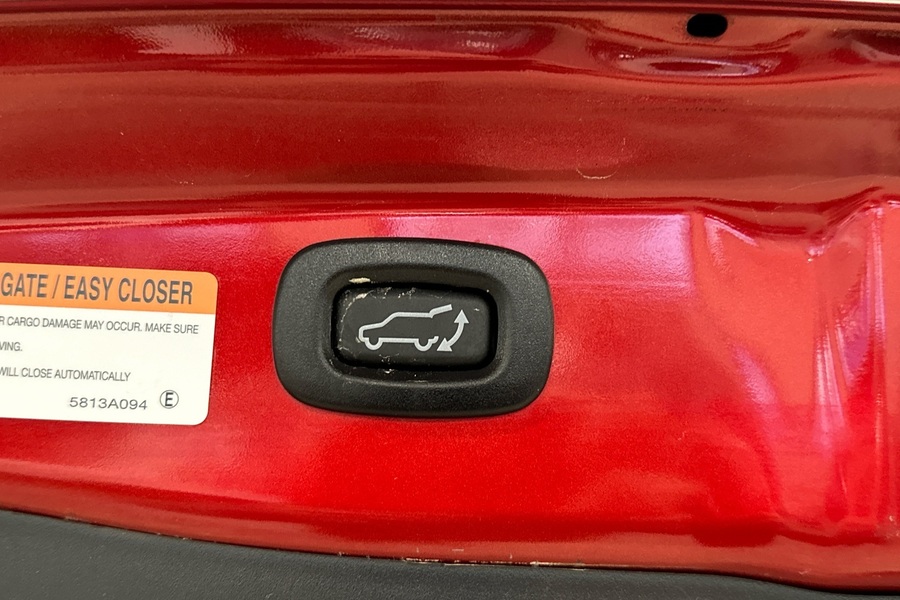 GATE / EASY CLOSER
R CARGO DAMAGE MAY OCCUR. MAKE SURE
VING.
WILL CLOSE AUTOMATICALLY
5813A094 E